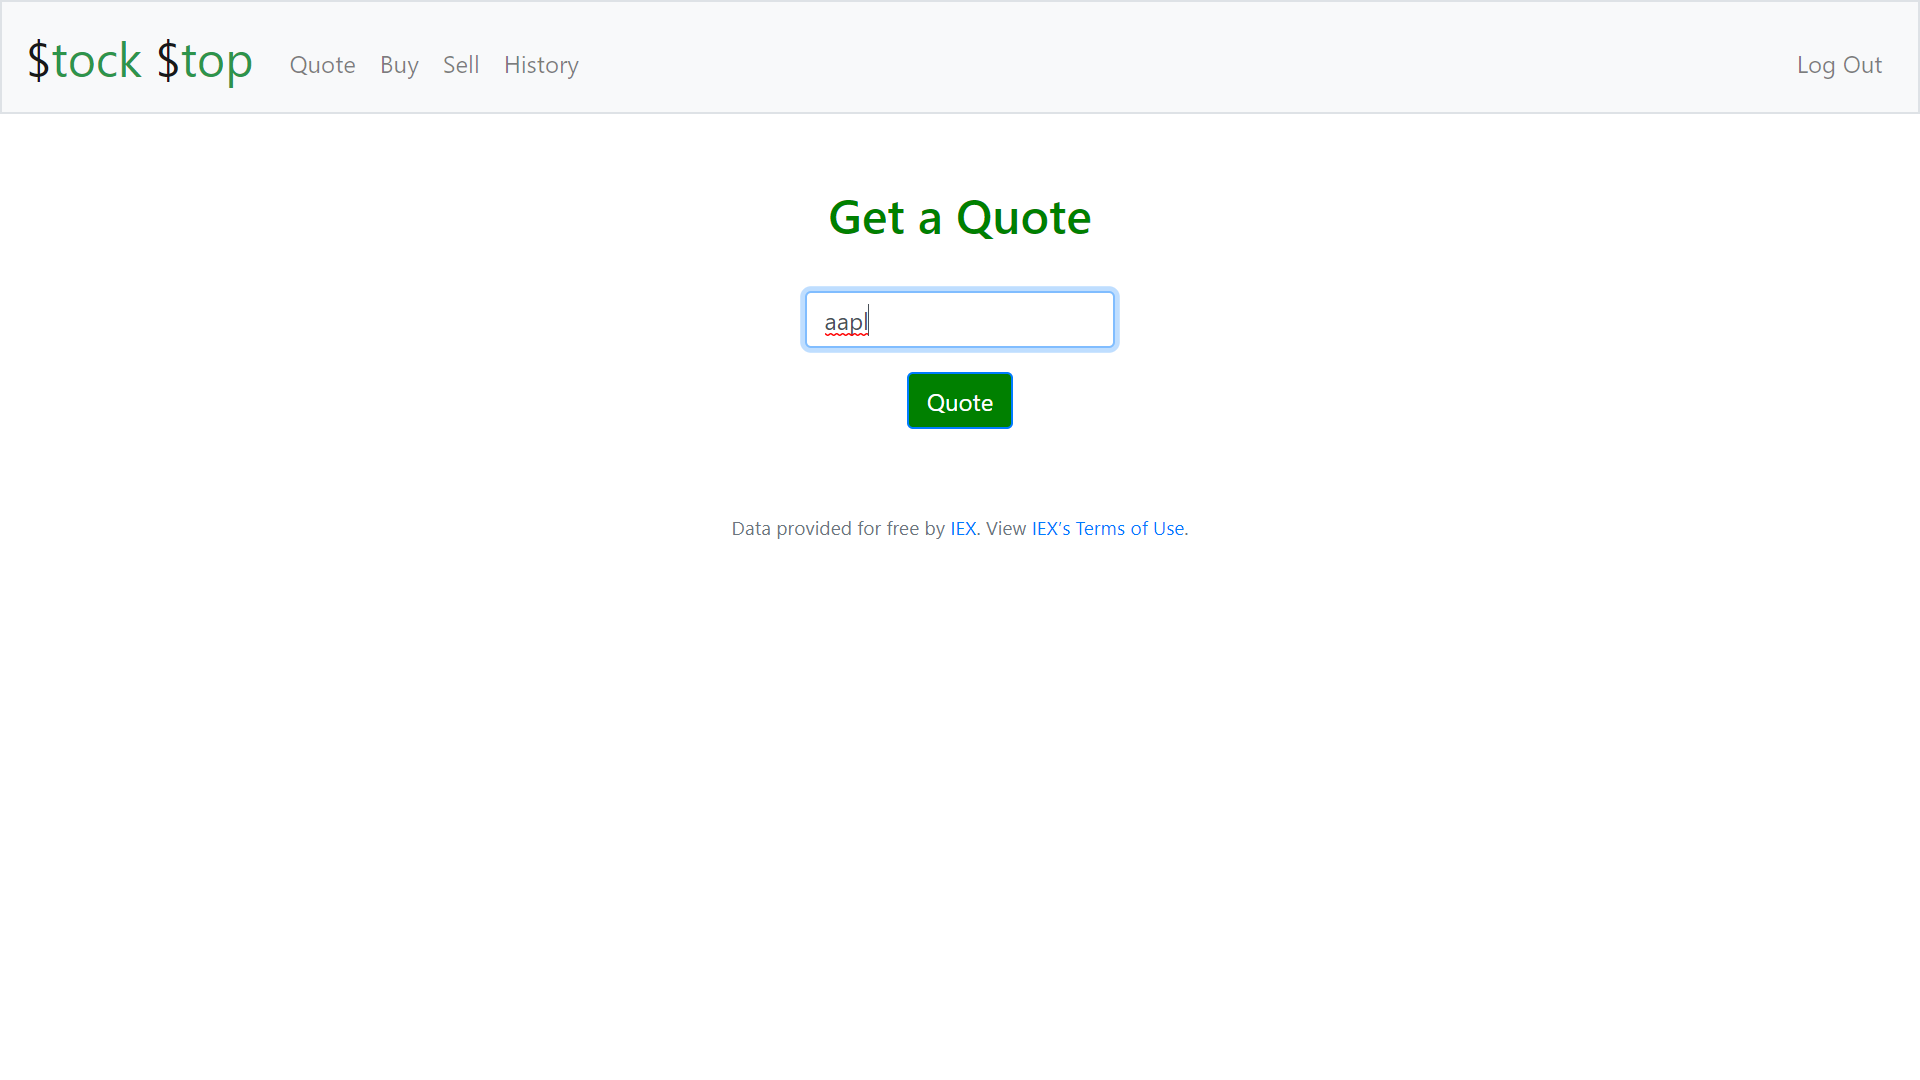 $tock $top Quote Buy Sell History Log Out
Get a Quote
aapl
Quote
Data provided for free by IEX. View IEX’s Terms of Use.